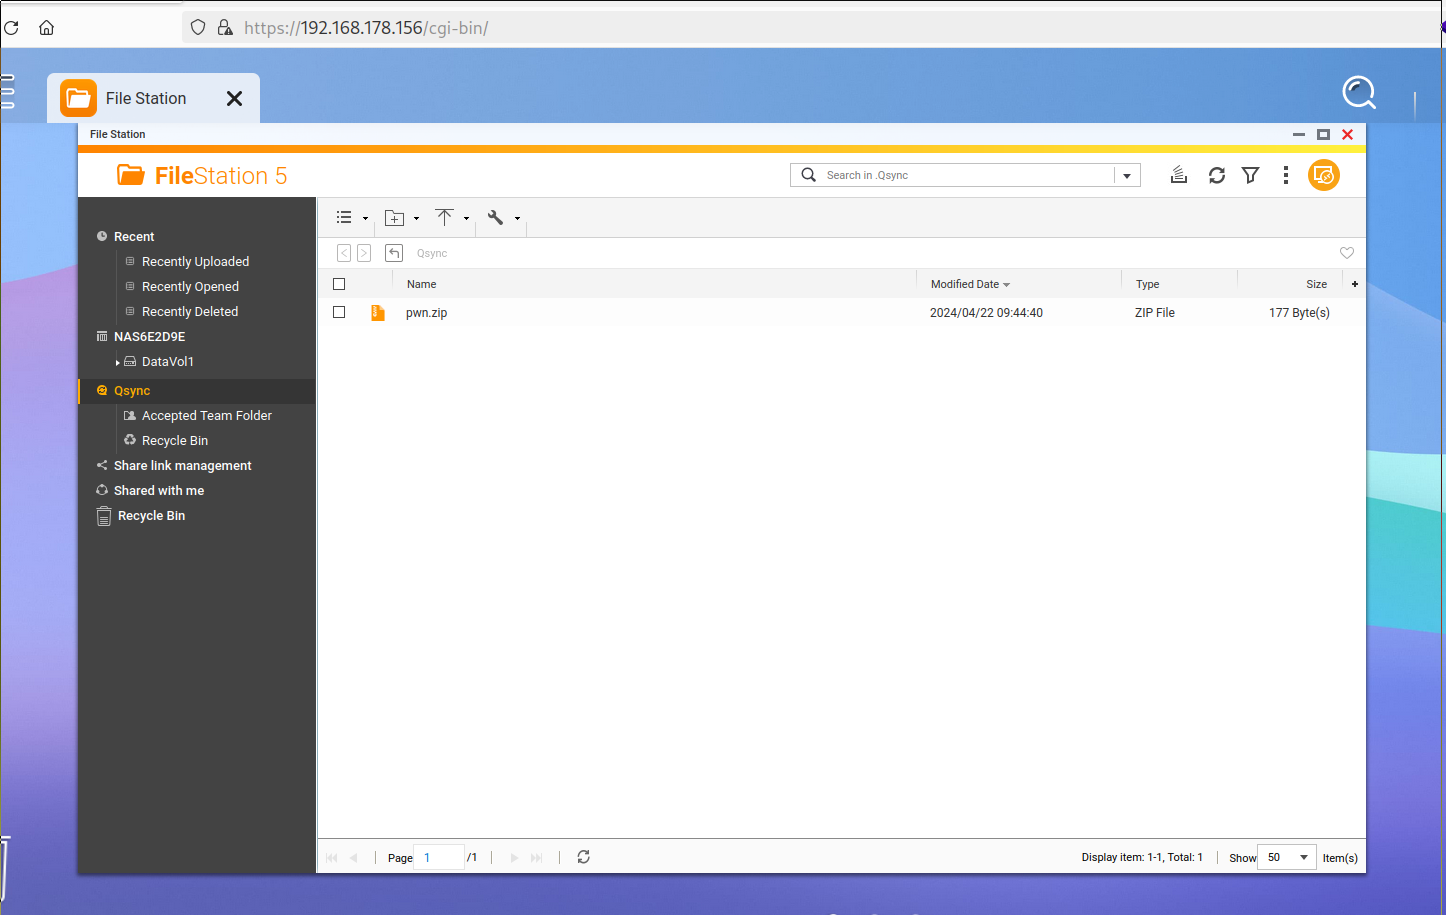 https://192.168.178.156/cgi-bin/
File Station
File Station
FileStation 5
Search in .Qsync
Recent
Recently Uploaded
Recently Opened
Recently Deleted
NAS6E2D9E
DataVol1
Qsync
Accepted Team Folder
Recycle Bin
Share link management
Shared with me
Recycle Bin
Qsync
Name Modified Date Type Size
pwn.zip 2024/04/22 09:44:40 ZIP File 177 Byte(s)
Page 1 /1 Display item: 1-1, Total: 1 Show 50 Item(s)